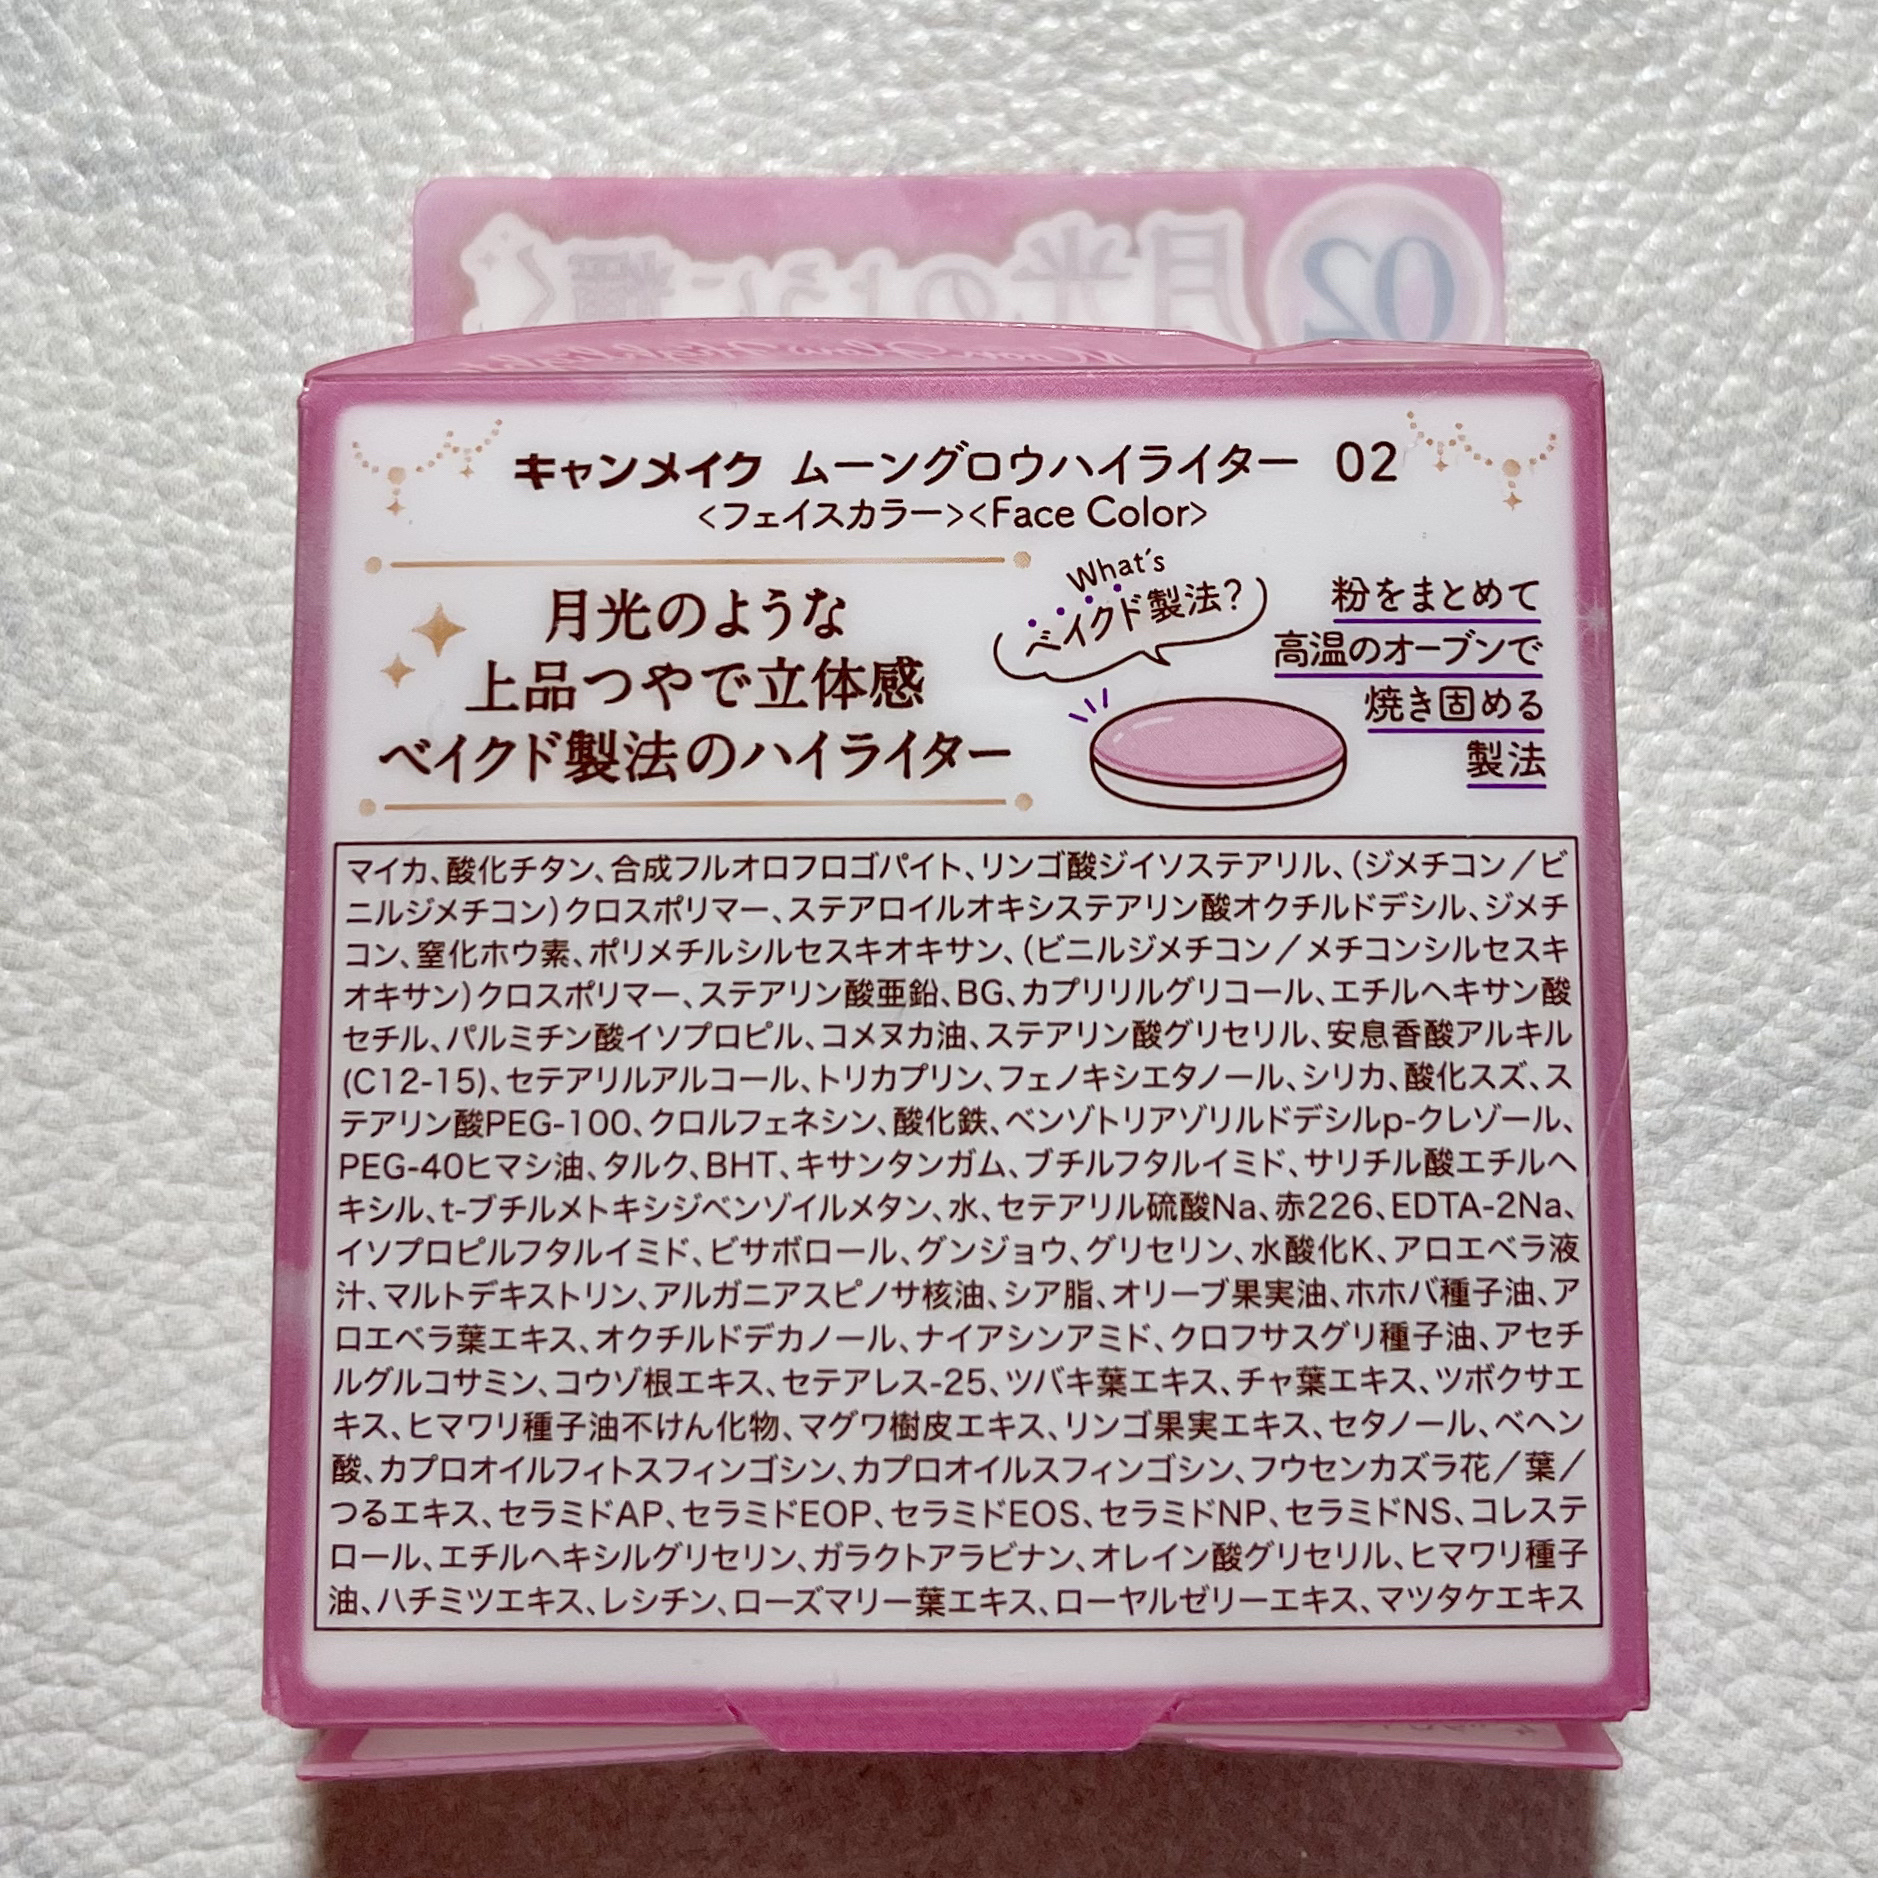 02 月光のように輝く
Moon Glow Highlighter
キャンメイク ムーングロウハイライター 02
<フェイスカラー><Face Color>
月光のような
上品つやで立体感
ベイクド製法のハイライター
What's
ベイクド製法?
粉をまとめて
高温のオーブンで
焼き固める
製法
マイカ、酸化チタン、合成フルオロフロゴパイト、リンゴ酸ジイソステアリル、(ジメチコン/ビ
ニルジメチコン)クロスポリマー、ステアロイルオキシステアリン酸オクチルドデシル、ジメチ
コン、窒化ホウ素、ポリメチルシルセスキオキサン、(ビニルジメチコン/メチコンシルセスキ
オキサン)クロスポリマー、ステアリン酸亜鉛、BG、カプリリルグリコール、エチルヘキサン酸
セチル、パルミチン酸イソプロピル、コメヌカ油、ステアリン酸グリセリル、安息香酸アルキル
(C12-15)、セテアリルアルコール、トリカプリン、フェノキシエタノール、シリカ、酸化スズ、ス
テアリン酸PEG-100、クロルフェネシン、酸化鉄、ベンゾトリアゾリルドデシルp-クレゾール、
PEG-40ヒマシ油、タルク、BHT、キサンタンガム、ブチルフタルイミド、サリチル酸エチルヘ
キシル、t-ブチルメトキシジベンゾイルメタン、水、セテアリル硫酸Na、赤226、EDTA-2Na、
イソプロピルフタルイミド、ビサボロール、グンジョウ、グリセリン、水酸化K、アロエベラ液
汁、マルトデキストリン、アルガニアスピノサ核油、シア脂、オリーブ果実油、ホホバ種子油、ア
ロエベラ葉エキス、オクチルドデカノール、ナイアシンアミド、クロフサスグリ種子油、アセチ
ルグルコサミン、コウゾ根エキス、セテアレス-25、ツバキ葉エキス、チャ葉エキス、ツボクサエ
キス、ヒマワリ種子油不けん化物、マグワ樹皮エキス、リンゴ果実エキス、セタノール、ベヘン
酸、カプロオイルフィトスフィンゴシン、カプロオイルスフィンゴシン、フウセンカズラ花/葉/
つるエキス、セラミドAP、セラミドEOP、セラミドEOS、セラミドNP、セラミドNS、コレステ
ロール、エチルヘキシルグリセリン、ガラクトアラビナン、オレイン酸グリセリル、ヒマワリ種子
油、ハチミツエキス、レシチン、ローズマリー葉エキス、ローヤルゼリーエキス、マツタケエキス